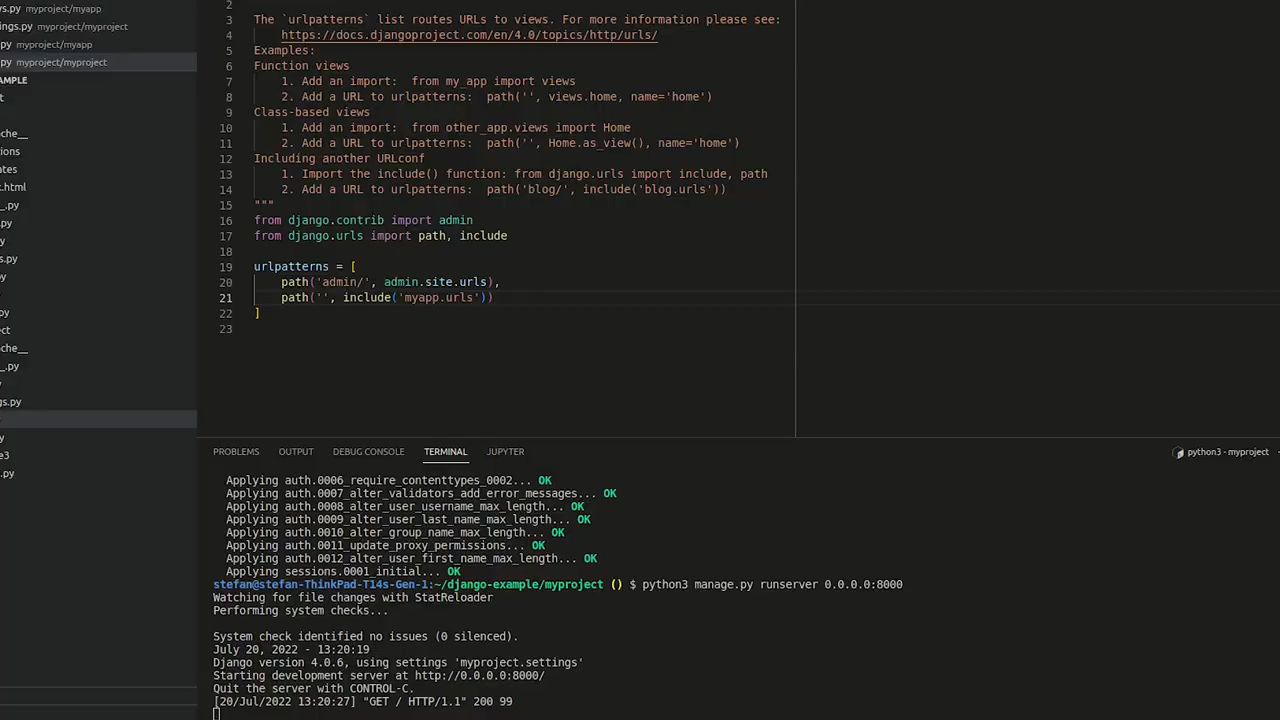 s.py myproject/myapp
ngs.py myproject/myproject
py myproject/myapp
py myproject/myproject
AMPLE
t
che__
ions
ates
t.html
_.py
.py
y
s.py
py
py
ect
che__
_.py
y
gs.py
y
e3
.py
2
3 The `urlpatterns` list routes URLs to views. For more information please see:
4 https://docs.djangoproject.com/en/4.0/topics/http/urls/
5 Examples:
6 Function views
7 1. Add an import:  from my_app import views
8 2. Add a URL to urlpatterns:  path('', views.home, name='home')
9 Class-based views
10 1. Add an import:  from other_app.views import Home
11 2. Add a URL to urlpatterns:  path('', Home.as_view(), name='home')
12 Including another URLconf
13 1. Import the include() function: from django.urls import include, path
14 2. Add a URL to urlpatterns:  path('blog/', include('blog.urls'))
15 """
16 from django.contrib import admin
17 from django.urls import path, include
18
19 urlpatterns = [
20 path('admin/', admin.site.urls),
21 path('', include('myapp.urls'))
22 ]
23
PROBLEMS OUTPUT DEBUG CONSOLE TERMINAL JUPYTER python3 - myproject
Applying auth.0006_require_contenttypes_0002... OK
Applying auth.0007_alter_validators_add_error_messages... OK
Applying auth.0008_alter_user_username_max_length... OK
Applying auth.0009_alter_user_last_name_max_length... OK
Applying auth.0010_alter_group_name_max_length... OK
Applying auth.0011_update_proxy_permissions... OK
Applying auth.0012_alter_user_first_name_max_length... OK
Applying sessions.0001_initial... OK
stefan@stefan-ThinkPad-T14s-Gen-1:~/django-example/myproject () $ python3 manage.py runserver 0.0.0.0:8000
Watching for file changes with StatReloader
Performing system checks...
System check identified no issues (0 silenced).
July 20, 2022 - 13:20:19
Django version 4.0.6, using settings 'myproject.settings'
Starting development server at http://0.0.0.0:8000/
Quit the server with CONTROL-C.
[20/Jul/2022 13:20:27] "GET / HTTP/1.1" 200 99